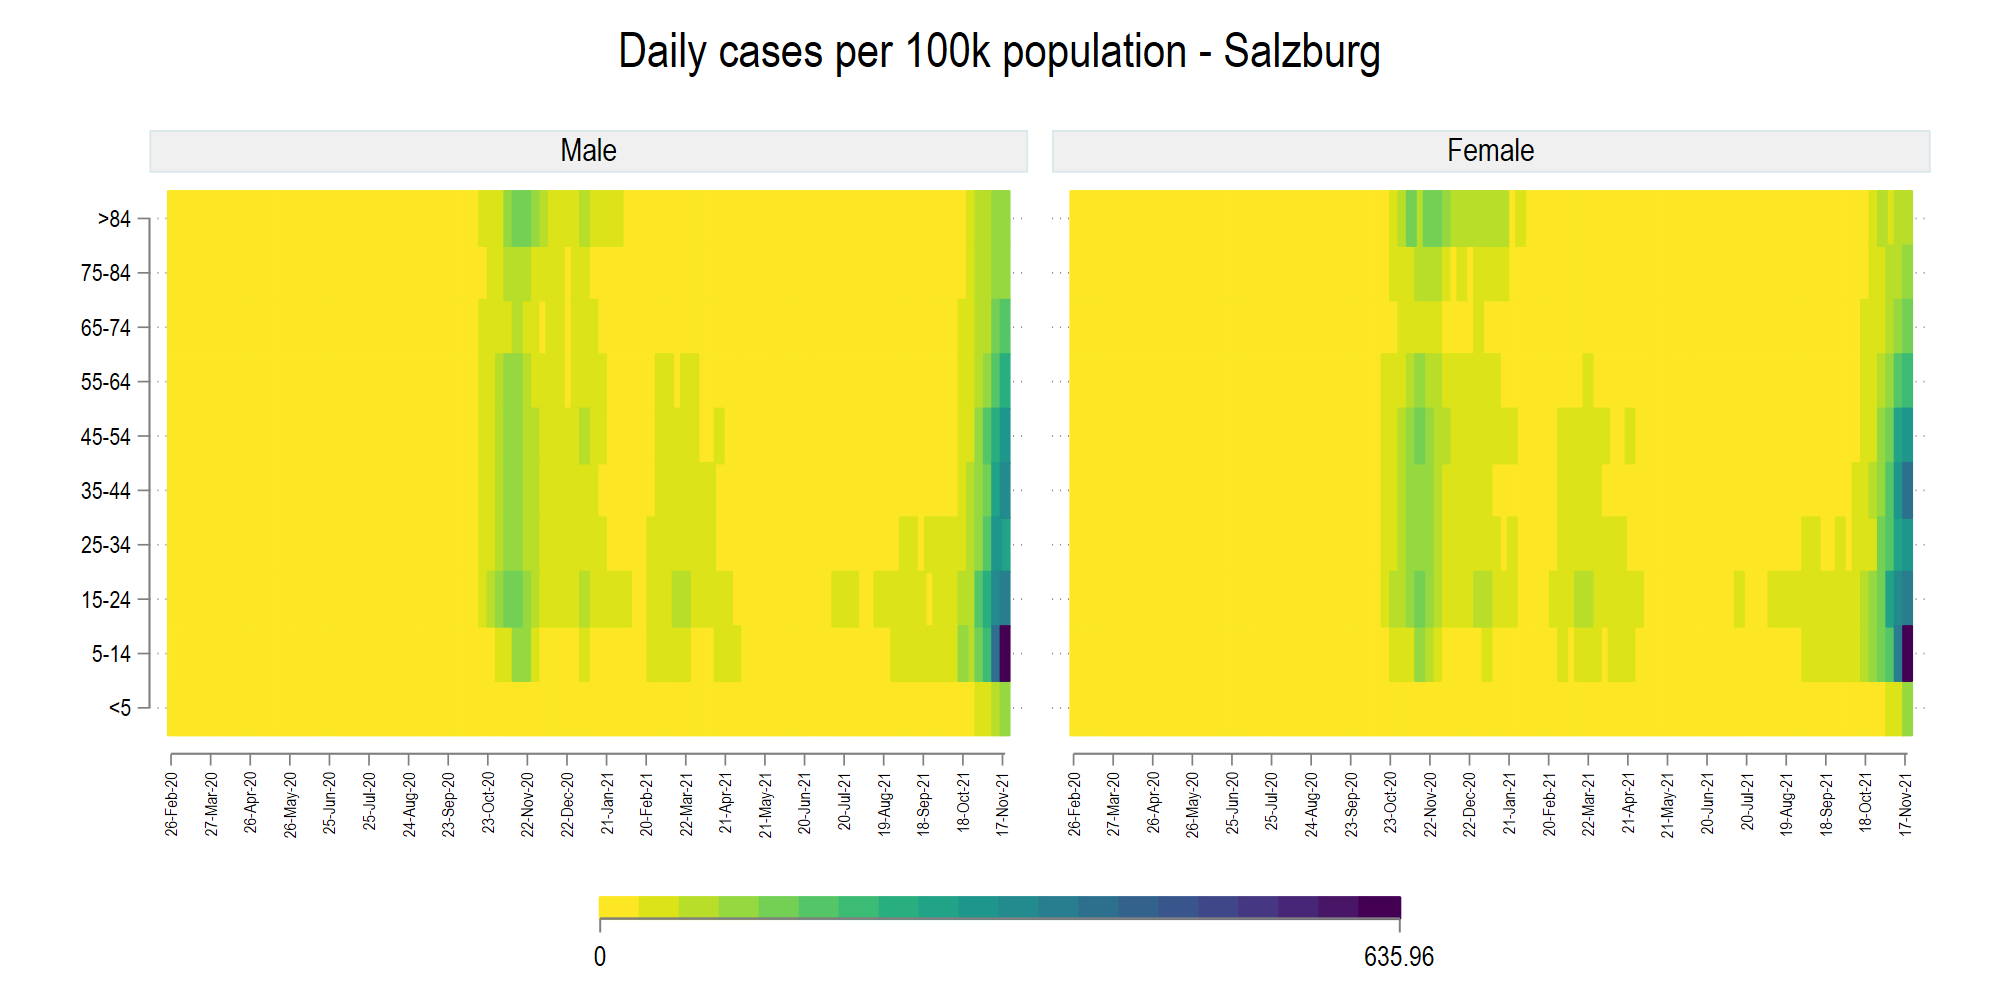 Daily cases per 100k population - Salzburg
Male
Female
>84
75-84
65-74
55-64
45-54
35-44
25-34
15-24
5-14
<5
26-Feb-20
27-Mar-20
26-Apr-20
26-May-20
25-Jun-20
25-Jul-20
24-Aug-20
23-Sep-20
23-Oct-20
22-Nov-20
22-Dec-20
21-Jan-21
20-Feb-21
22-Mar-21
21-Apr-21
21-May-21
20-Jun-21
20-Jul-21
19-Aug-21
18-Sep-21
18-Oct-21
17-Nov-21
26-Feb-20
27-Mar-20
26-Apr-20
26-May-20
25-Jun-20
25-Jul-20
24-Aug-20
23-Sep-20
23-Oct-20
22-Nov-20
22-Dec-20
21-Jan-21
20-Feb-21
22-Mar-21
21-Apr-21
21-May-21
20-Jun-21
20-Jul-21
19-Aug-21
18-Sep-21
18-Oct-21
17-Nov-21
0
635.96